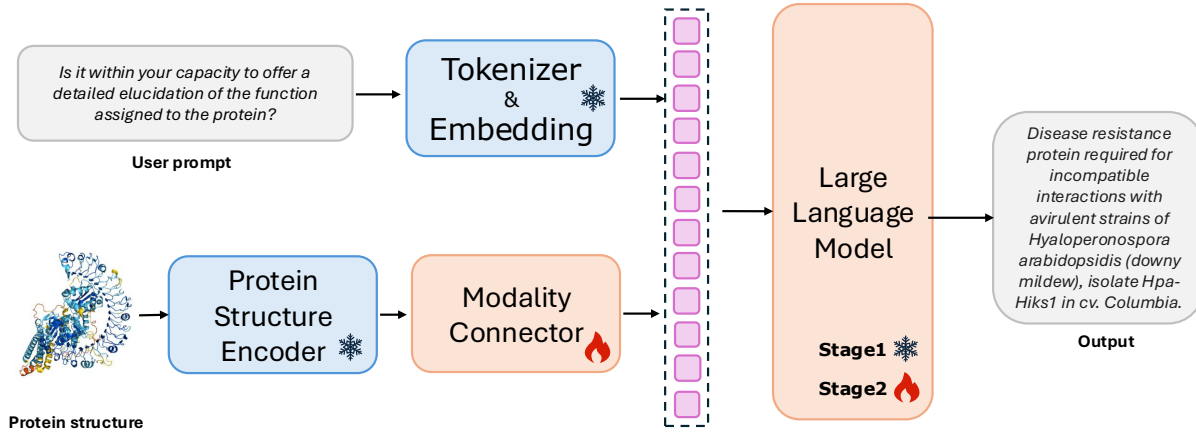 Is it within your capacity to offer a
detailed elucidation of the function
assigned to the protein?
User prompt
Tokenizer
&
Embedding
Protein structure
Protein
Structure
Encoder
Modality
Connector
Large
Language
Model
Stage1
Stage2
Disease resistance
protein required for
incompatible
interactions with
avirulent strains of
Hyaloperonospora
arabidopsidis (downy
mildew), isolate Hpa-
Hiks1 in cv. Columbia.
Output